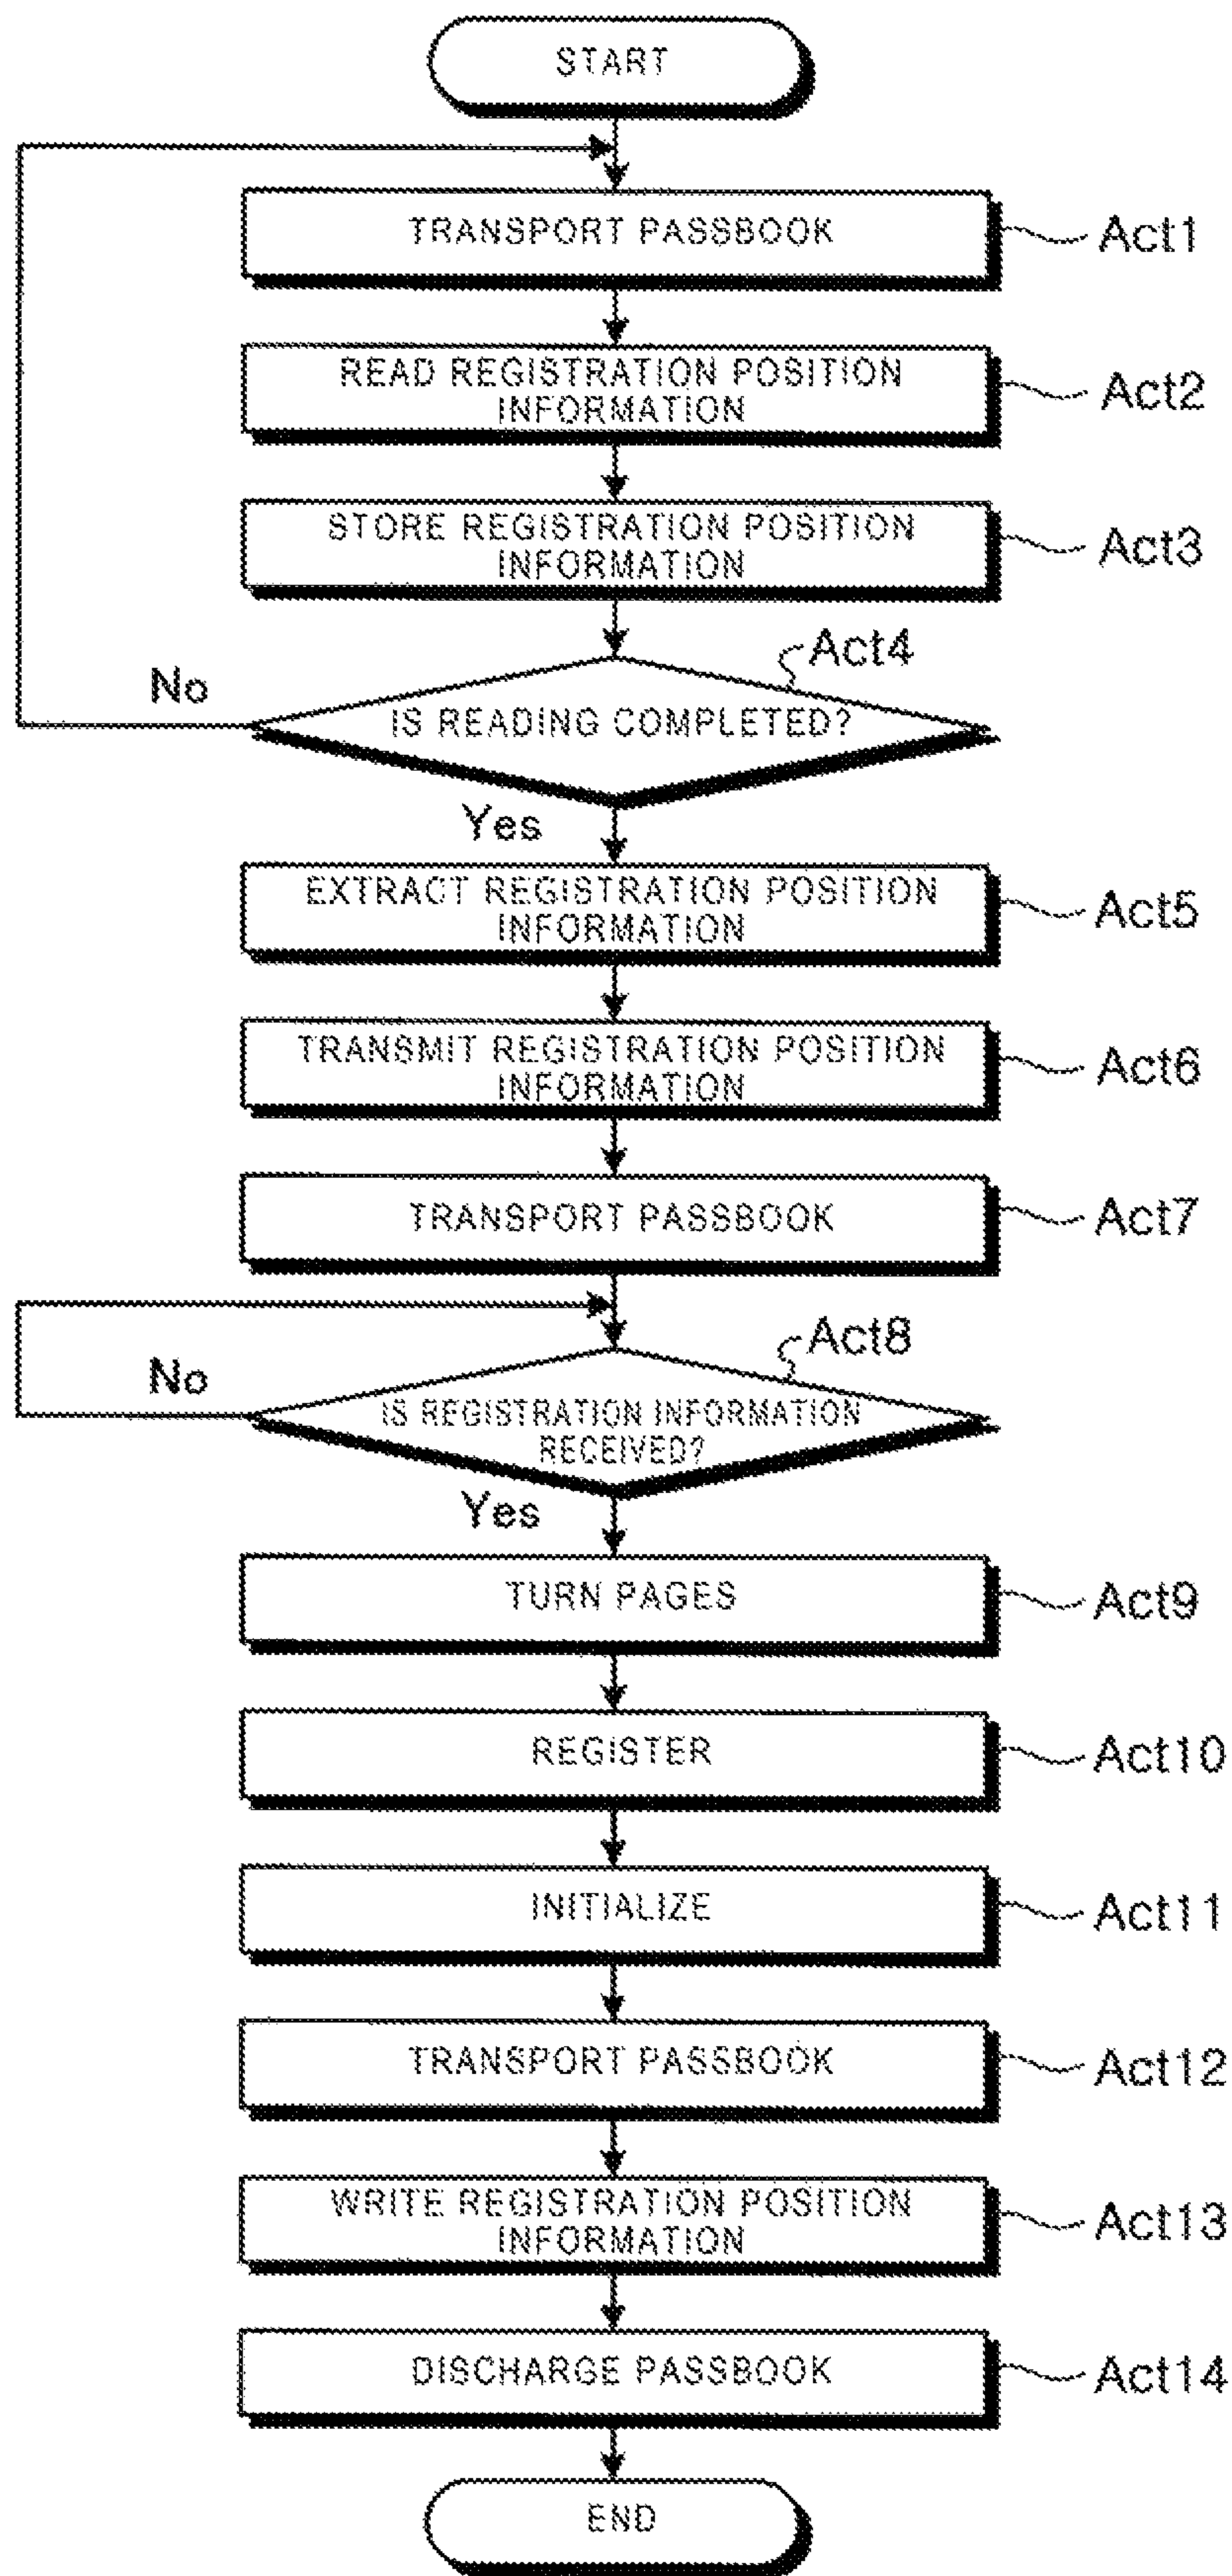 START
TRANSPORT PASSBOOK
Act1
READ REGISTRATION POSITION
INFORMATION
Act2
STORE REGISTRATION POSITION
INFORMATION
Act3
Act4
No
IS READING COMPLETED?
Yes
EXTRACT REGISTRATION POSITION
INFORMATION
Act5
TRANSMIT REGISTRATION POSITION
INFORMATION
Act6
TRANSPORT PASSBOOK
Act7
Act8
No
IS REGISTRATION INFORMATION
RECEIVED?
Yes
TURN PAGES
Act9
REGISTER
Act10
INITIALIZE
Act11
TRANSPORT PASSBOOK
Act12
WRITE REGISTRATION POSITION
INFORMATION
Act13
DISCHARGE PASSBOOK
Act14
END